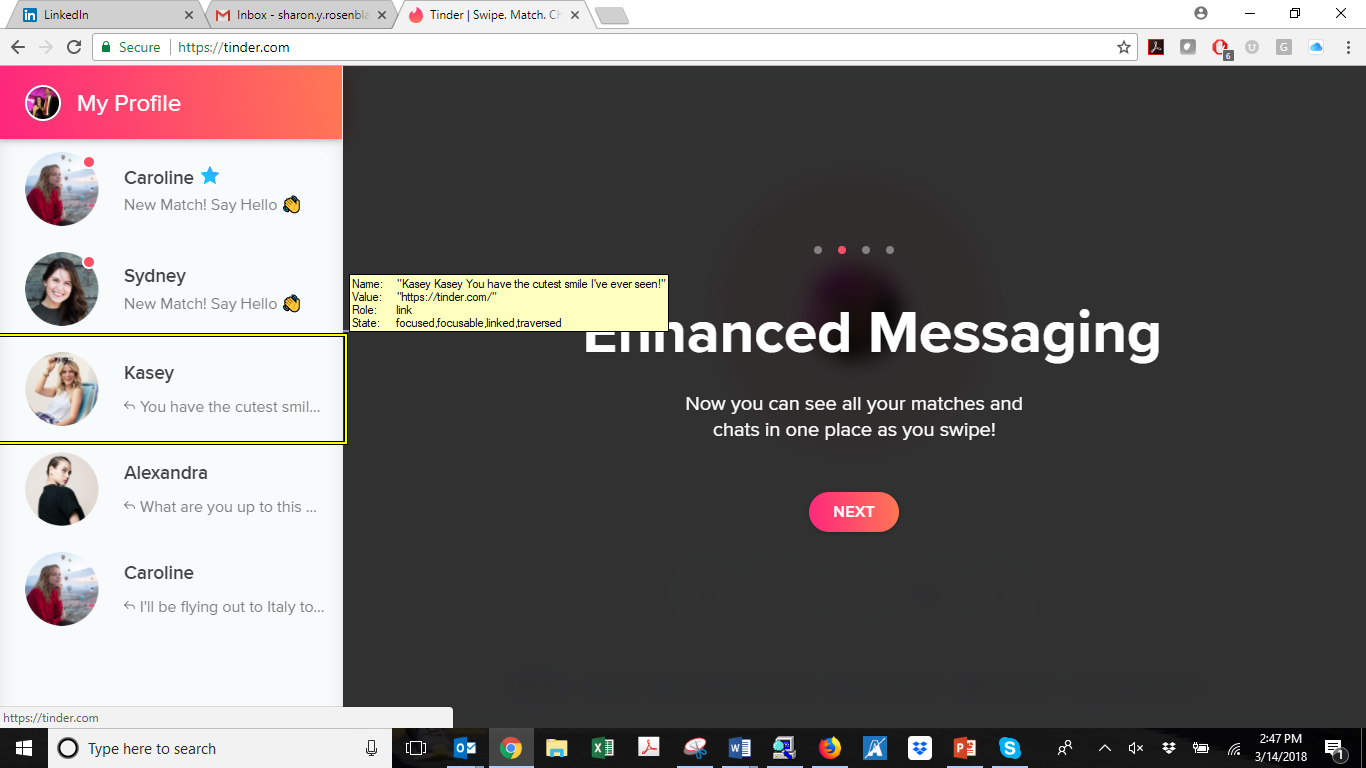 LinkedIn
Inbox - sharon.y.rosenbla
Tinder | Swipe. Match. Ch
Secure
https://tinder.com
6
G
My Profile
Caroline
New Match! Say Hello 👋
Sydney
New Match! Say Hello 👋
Name: "Kasey Kasey You have the cutest smile I've ever seen!"
Value: "https://tinder.com/"
Role: link
State: focused,focusable,linked,traversed
Kasey
You have the cutest smil...
Alexandra
What are you up to this ...
Caroline
I'll be flying out to Italy to...
Enhanced Messaging
Now you can see all your matches and
chats in one place as you swipe!
NEXT
https://tinder.com
Type here to search
2:47 PM
3/14/2018
1